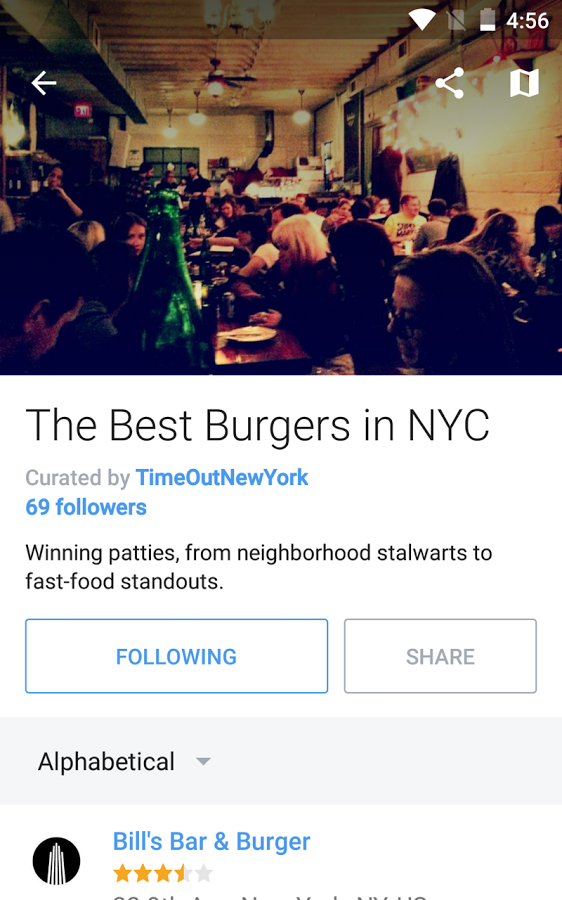 4:56
The Best Burgers in NYC
Curated by TimeOutNewYork
69 followers
Winning patties, from neighborhood stalwarts to
fast-food standouts.
FOLLOWING
SHARE
Alphabetical
Bill's Bar & Burger